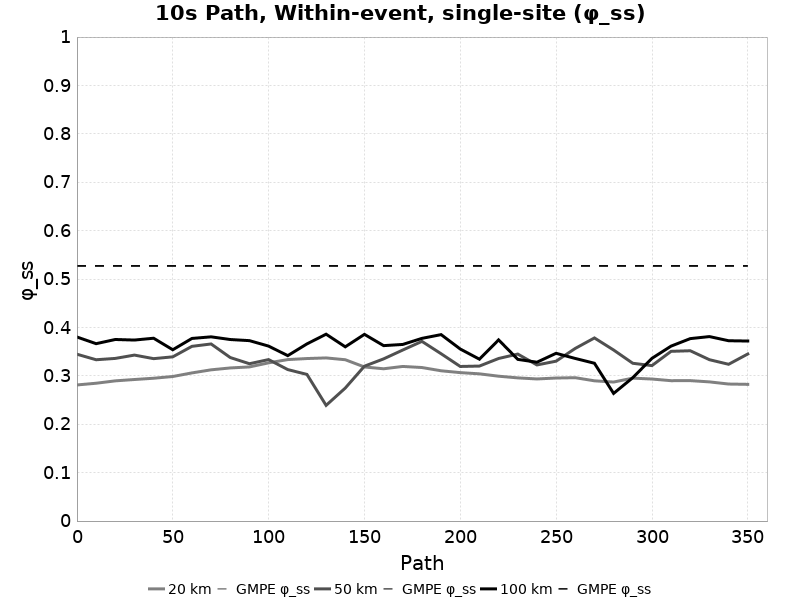 10s Path, Within-event, single-site (φ_ss)
1
0.9
0.8
0.7
0.6
0.5
0.4
0.3
0.2
0.1
0
φ_ss
0 50 100 150 200 250 300 350
Path
20 km GMPE φ_ss 50 km GMPE φ_ss 100 km GMPE φ_ss